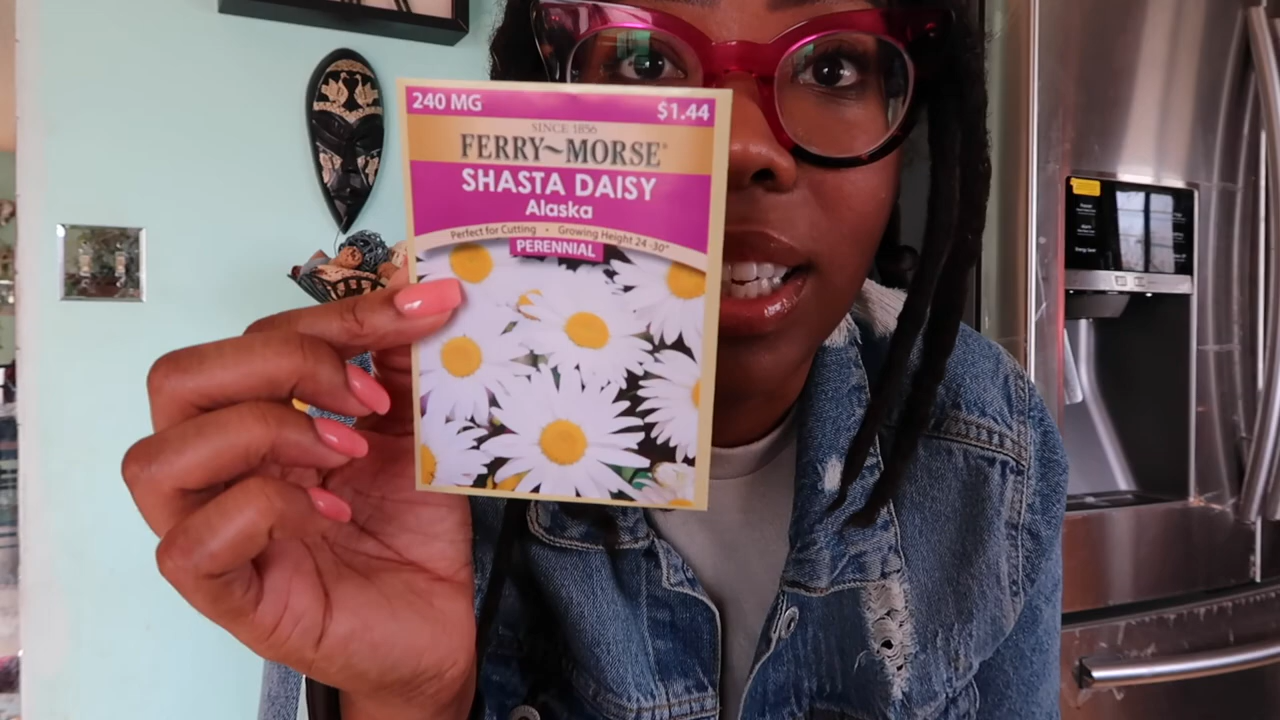 240 MG $1.44
SINCE 1856
FERRY~MORSE®
SHASTA DAISY
Alaska
Perfect for Cutting • Growing Height 24-30"
PERENNIAL